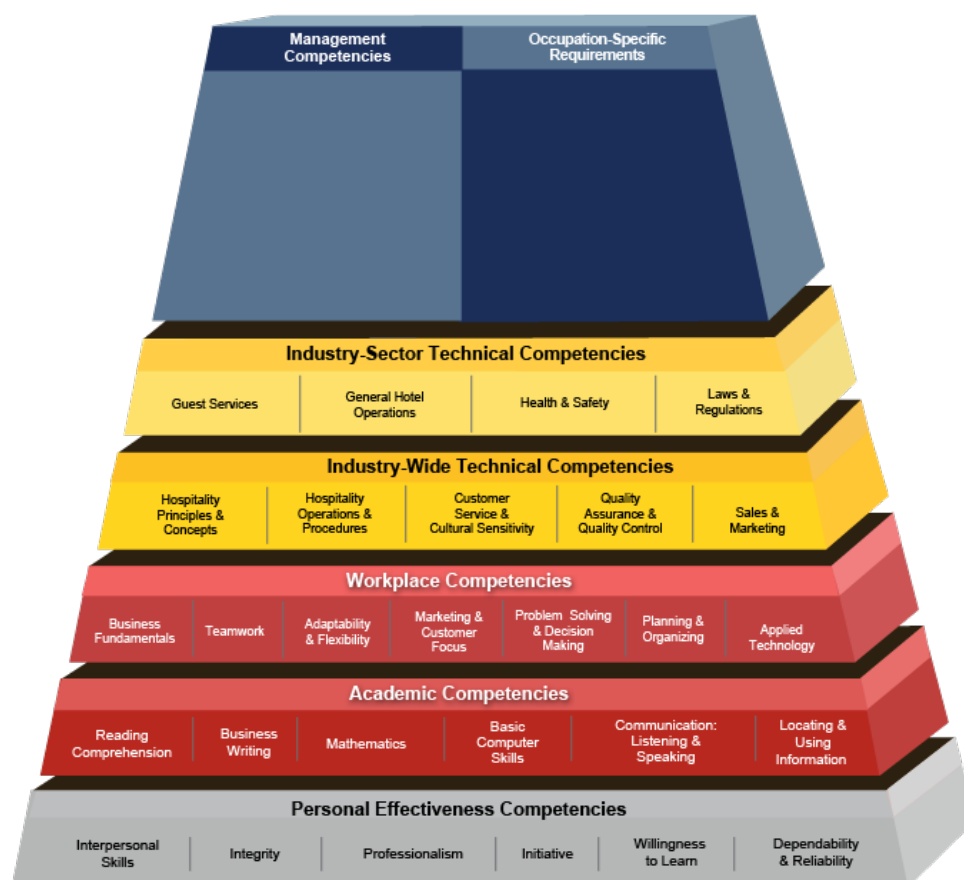 Management
Competencies
Occupation-Specific
Requirements
Industry-Sector Technical Competencies
Guest Services
General Hotel
Operations
Health & Safety
Laws &
Regulations
Industry-Wide Technical Competencies
Hospitality
Principles &
Concepts
Hospitality
Operations &
Procedures
Customer
Service &
Cultural Sensitivity
Quality
Assurance &
Quality Control
Sales &
Marketing
Workplace Competencies
Business
Fundamentals
Teamwork
Adaptability
& Flexibility
Marketing &
Customer
Focus
Problem Solving
& Decision
Making
Planning &
Organizing
Applied
Technology
Academic Competencies
Reading
Comprehension
Business
Writing
Mathematics
Basic
Computer
Skills
Communication:
Listening &
Speaking
Locating &
Using
Information
Personal Effectiveness Competencies
Interpersonal
Skills
Integrity
Professionalism
Initiative
Willingness
to Learn
Dependability
& Reliability